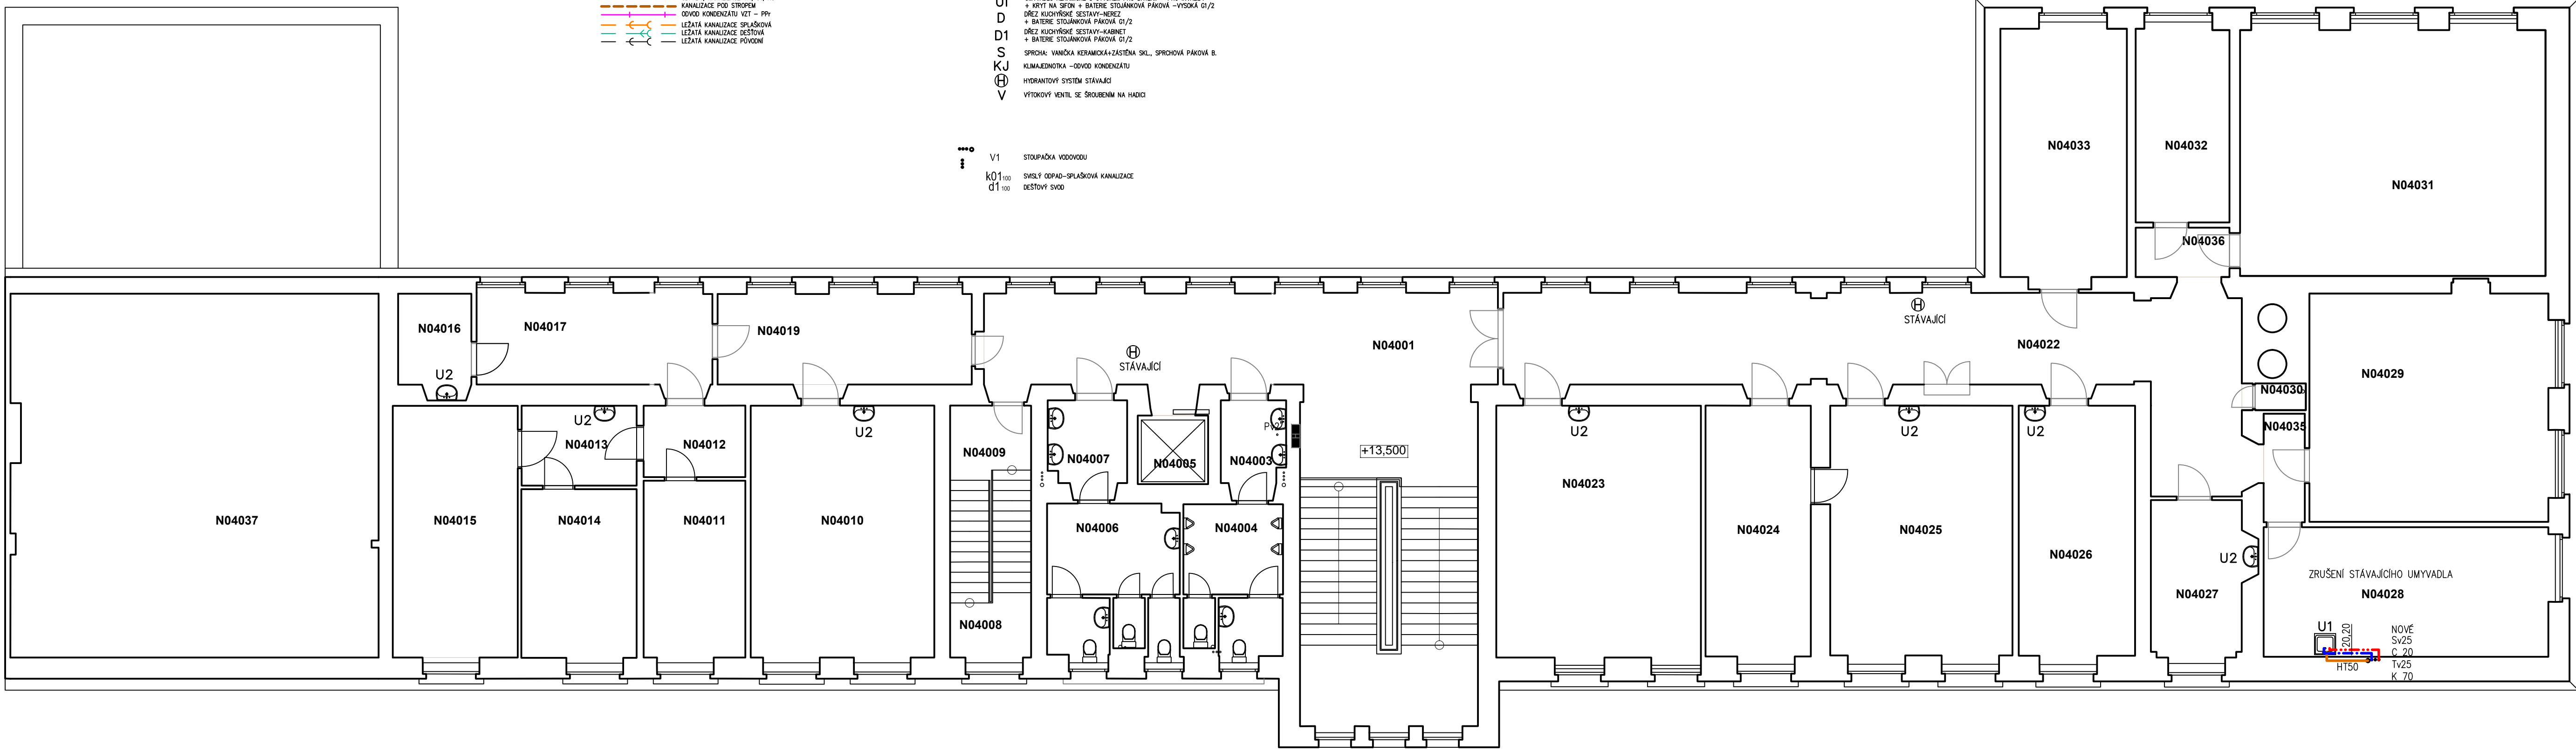 KANALIZACE POD STROPEM
ODVOD KONDENZÁTU VZT - PPr
LEŽATÁ KANALIZACE SPLAŠKOVÁ
LEŽATÁ KANALIZACE DEŠŤOVÁ
LEŽATÁ KANALIZACE PŮVODNÍ
U1
+ KRYT NA SIFON + BATERIE STOJÁNKOVÁ PÁKOVÁ -VYSOKÁ G1/2
D DŘEZ KUCHYŇSKÉ SESTAVY-NEREZ
+ BATERIE STOJÁNKOVÁ PÁKOVÁ G1/2
D1 DŘEZ KUCHYŇSKÉ SESTAVY-KABINET
+ BATERIE STOJÁNKOVÁ PÁKOVÁ G1/2
S SPRCHA: VANIČKA KERAMICKÁ+ZÁSTĚNA SKL., SPRCHOVÁ PÁKOVÁ B.
KJ KLIMAJEDNOTKA -ODVOD KONDENZÁTU
H HYDRANTOVÝ SYSTÉM STÁVAJÍCÍ
V VÝTOKOVÝ VENTIL SE ŠROUBENÍM NA HADICI
V1 STOUPAČKA VODOVODU
k01100 SVISLÝ ODPAD-SPLAŠKOVÁ KANALIZACE
d1100 DEŠŤOVÝ SVOD
N04033
N04032
N04031
N04036
N04016
N04017
N04019
H
STÁVAJÍCÍ
N04001
H
STÁVAJÍCÍ
N04022
N04029
N04030
U2
U2
N04013
N04012
U2
N04009
N04007
N04005
N04003
+13,500
U2
U2
U2
N04035
N04023
N04037
N04015
N04014
N04011
N04010
N04006
N04004
N04024
N04025
N04026
U2
N04027
N04008
ZRUŠENÍ STÁVAJÍCÍHO UMYVADLA
N04028
U1
20,20
HT50
NOVÉ
Sv25
C 20
Tv25
K 70